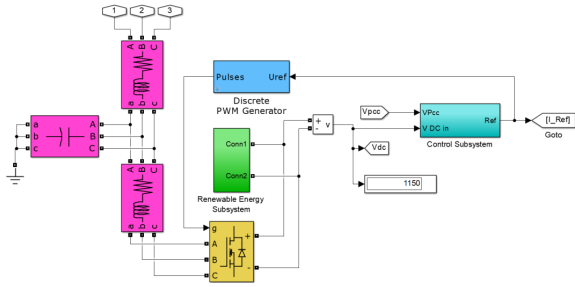 1 2 3
A B C
a b c
a A
b B
c C
A B C
a b c
Pulses Uref
Discrete
PWM Generator
Conn1
Conn2
Renewable Energy
Subsystem
g
A
B
C
+
-
+
-
v
Vpcc
Vdc
1150
VPcc
V DC in
Ref
Control Subsystem
[I_Ref]
Goto